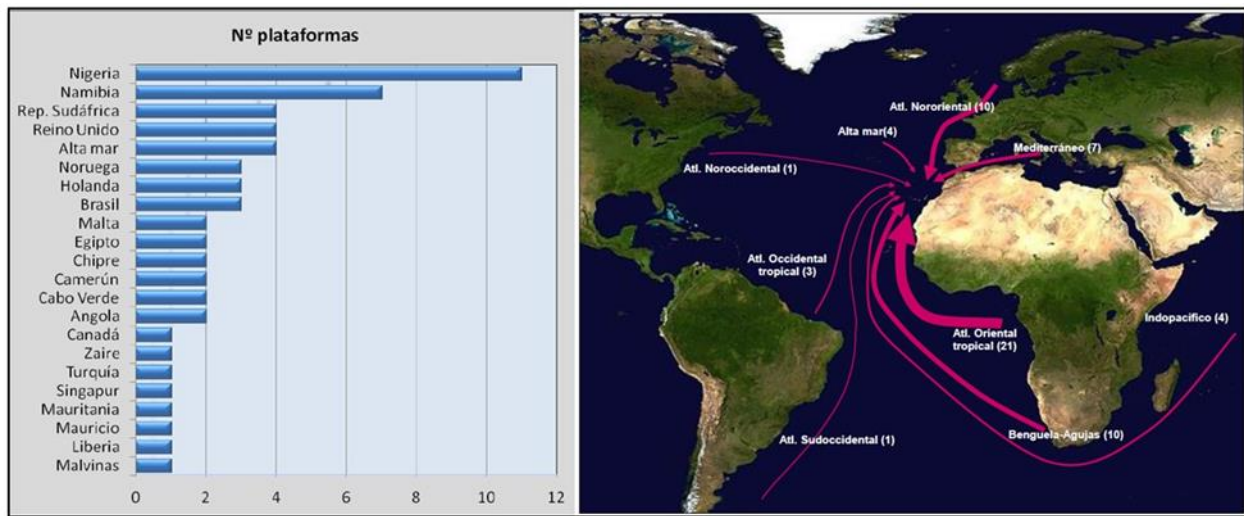 Nº plataformas
Nigeria
Namibia
Rep. Sudáfrica
Reino Unido
Alta mar
Noruega
Holanda
Brasil
Malta
Egipto
Chipre
Camerún
Cabo Verde
Angola
Canadá
Zaire
Turquía
Singapur
Mauritania
Mauricio
Liberia
Malvinas
0 2 4 6 8 10 12
Atl. Nororiental (10)
Alta mar(4)
Mediterráneo (7)
Atl. Noroccidental (1)
Atl. Occidental
tropical (3)
Indopacífico (4)
Atl. Oriental
tropical (21)
Benguela-Agujas (10)
Atl. Sudoccidental (1)